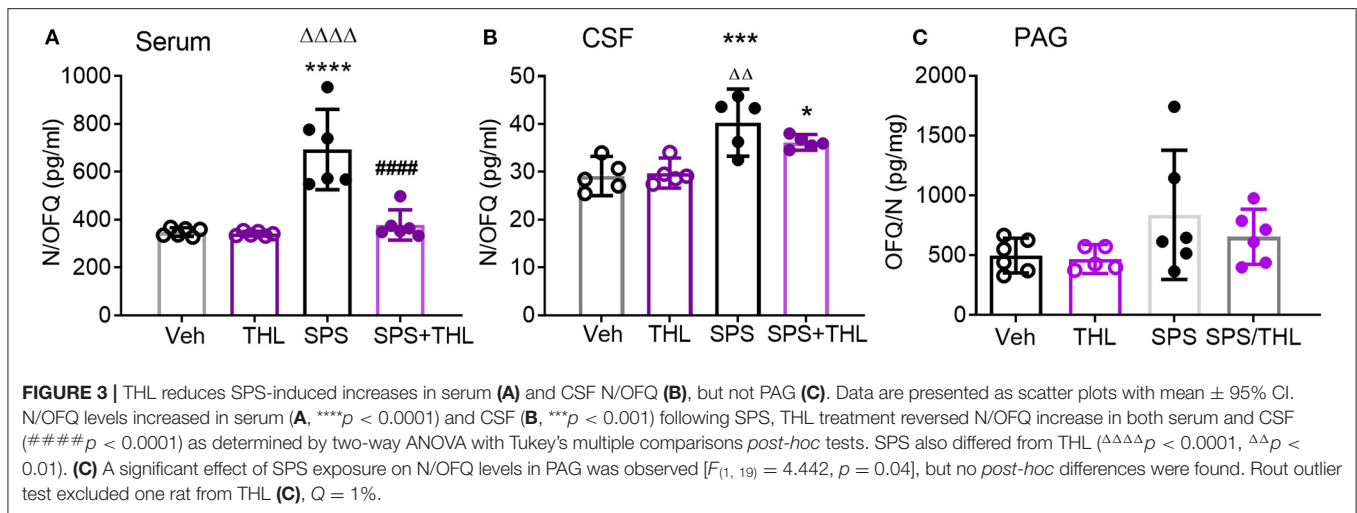 A Serum
ΔΔΔΔ
****
N/OFQ (pg/ml)
1000
800
600
400
200
0
####
Veh THL SPS SPS+THL
B CSF
***
ΔΔ
*
N/OFQ (pg/ml)
50
40
30
20
10
0
Veh THL SPS SPS+THL
C PAG
OFQ/N (pg/mg)
2000
1500
1000
500
0
Veh THL SPS SPS/THL
FIGURE 3 | THL reduces SPS-induced increases in serum (A) and CSF N/OFQ (B), but not PAG (C). Data are presented as scatter plots with mean ± 95% CI.
N/OFQ levels increased in serum (A, ****p < 0.0001) and CSF (B, ***p < 0.001) following SPS, THL treatment reversed N/OFQ increase in both serum and CSF
(####p < 0.0001) as determined by two-way ANOVA with Tukey's multiple comparisons post-hoc tests. SPS also differed from THL (ΔΔΔΔp < 0.0001, ΔΔp <
0.01). (C) A significant effect of SPS exposure on N/OFQ levels in PAG was observed [F(1, 19) = 4.442, p = 0.04], but no post-hoc differences were found. Rout outlier
test excluded one rat from THL (C), Q = 1%.